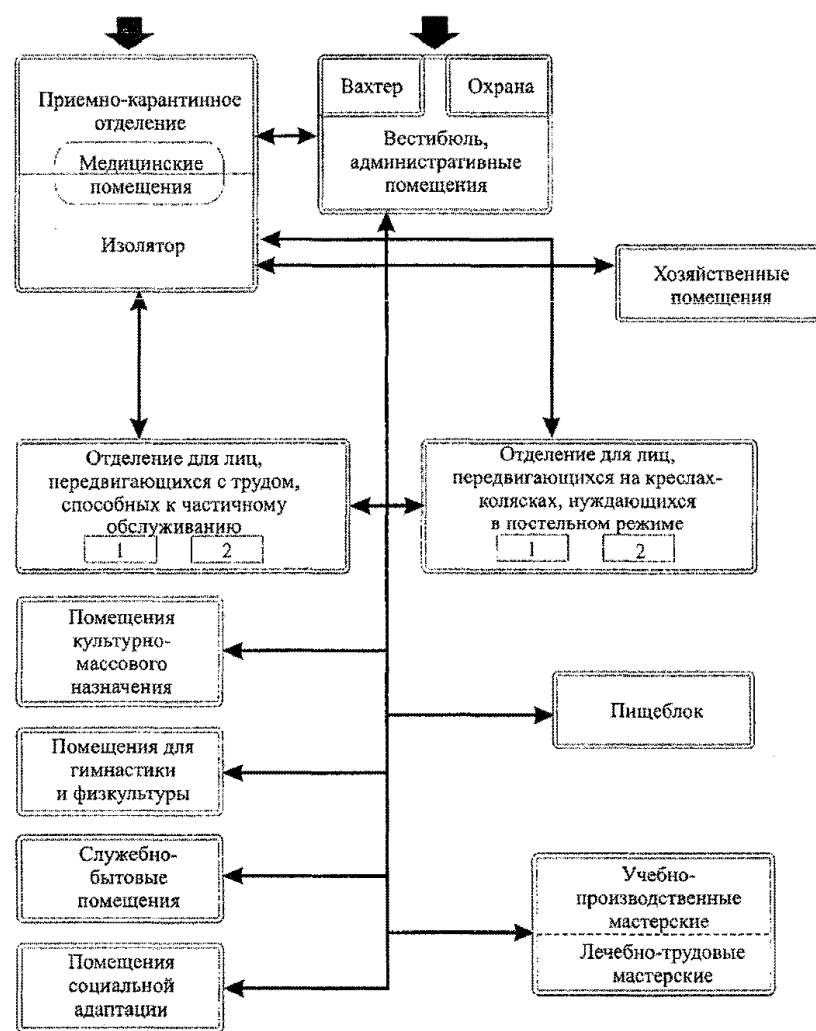 Приемно-карантинное
отделение
Медицинские
помещения
Изолятор
Вахтер
Охрана
Вестибюль,
административные
помещения
Хозяйственные
помещения
Отделение для лиц,
передвигающихся с трудом,
способных к частичному
обслуживанию
1 2
Отделение для лиц,
передвигающихся на креслах-
колясках, нуждающихся
в постельном режиме
1 2
Помещения
культурно-
массового
назначения
Пищеблок
Помещения для
гимнастики
и физкультуры
Служебно-
бытовые
помещения
Учебно-
производственные
мастерские
Лечебно-трудовые
мастерские
Помещения
социальной
адаптации